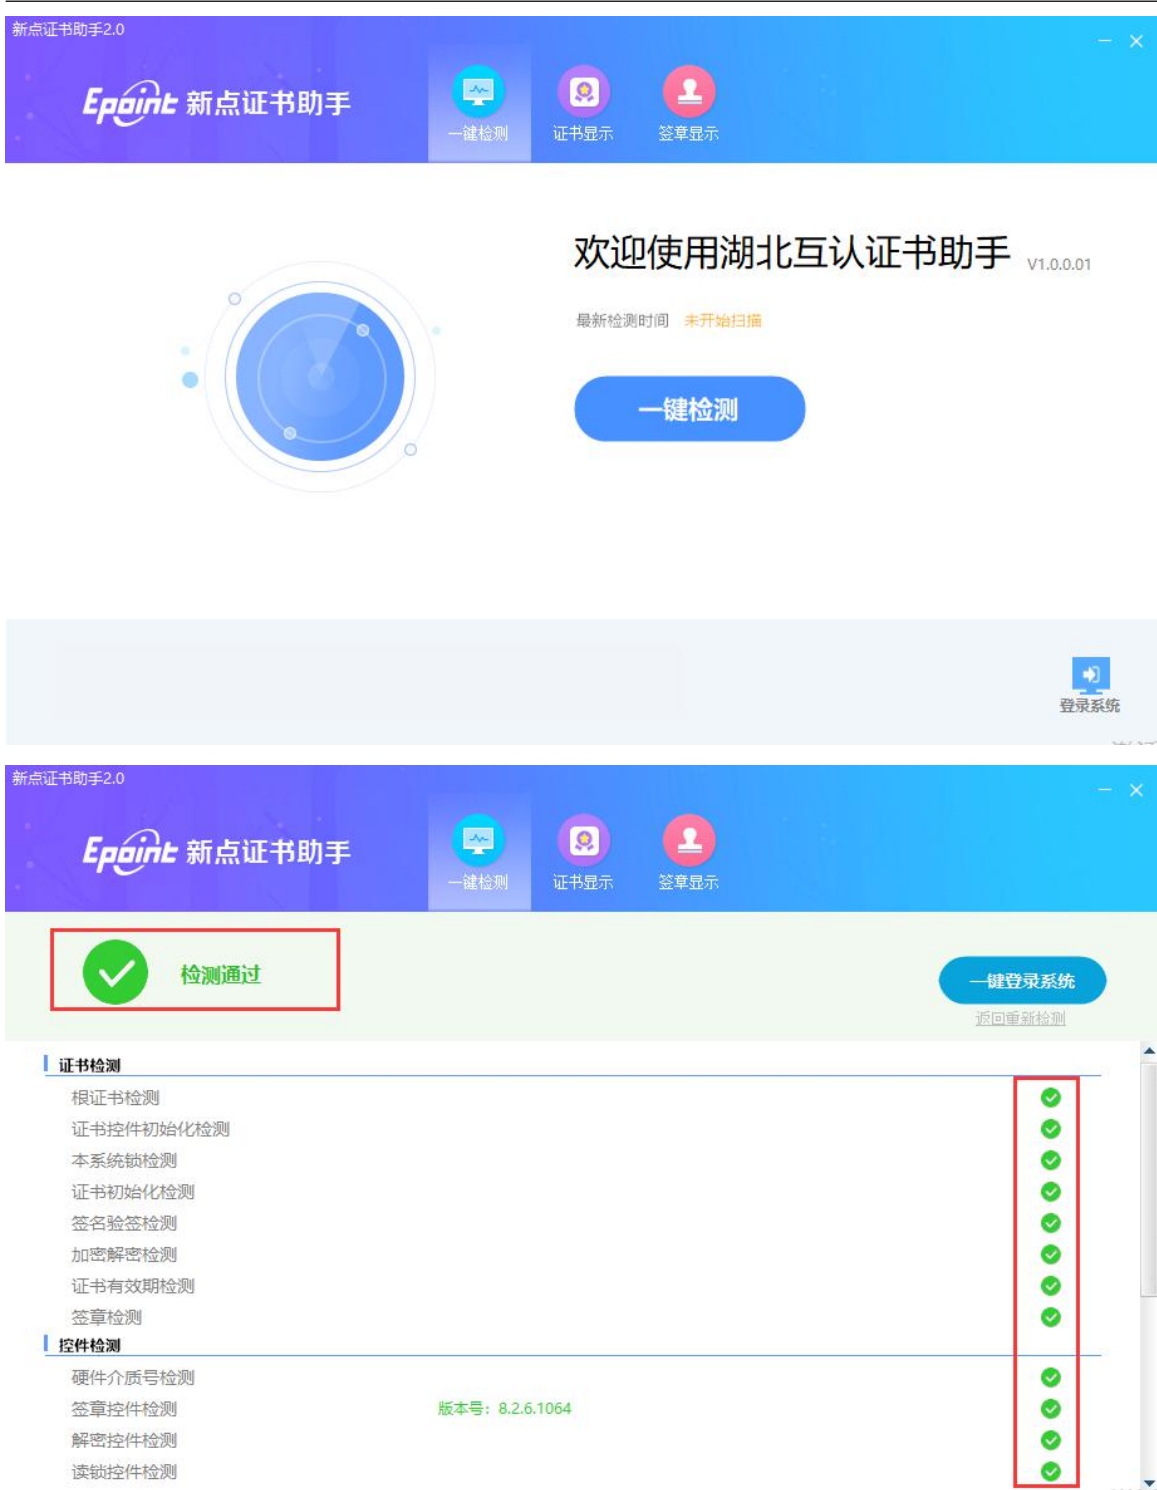 新点证书助手2.0
Epoint 新点证书助手
一键检测
证书显示
签章显示
欢迎使用湖北互认证书助手 V1.0.0.01
最新检测时间 未开始扫描
一键检测
登录系统
新点证书助手2.0
Epoint 新点证书助手
一键检测
证书显示
签章显示
检测通过
一键登录系统
返回重新检测
证书检测
根证书检测
证书控件初始化检测
本系统锁检测
证书初始化检测
签名验签检测
加密解密检测
证书有效期检测
签章检测
控件检测
硬件介质号检测
签章控件检测 版本号：8.2.6.1064
解密控件检测
读锁控件检测